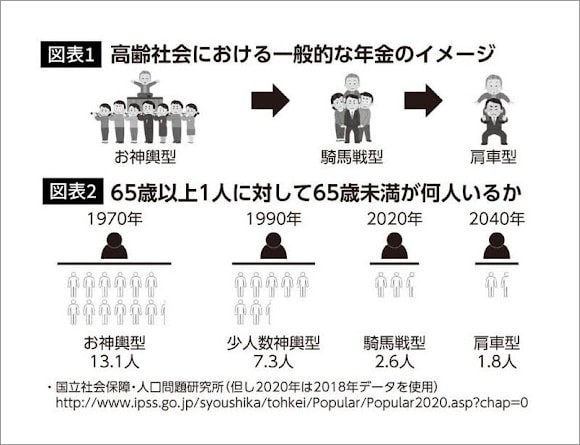 図表1 高齢社会における一般的な年金のイメージ
お神輿型 騎馬戦型 肩車型
図表2 65歳以上1人に対して65歳未満が何人いるか
1970年 1990年 2020年 2040年
お神輿型 少人数神輿型 騎馬戦型 肩車型
13.1人 7.3人 2.6人 1.8人
・国立社会保障・人口問題研究所（但し2020年は2018年データを使用）
http://www.ipss.go.jp/syoushika/tohkei/Popular/Popular2020.asp?chap=0